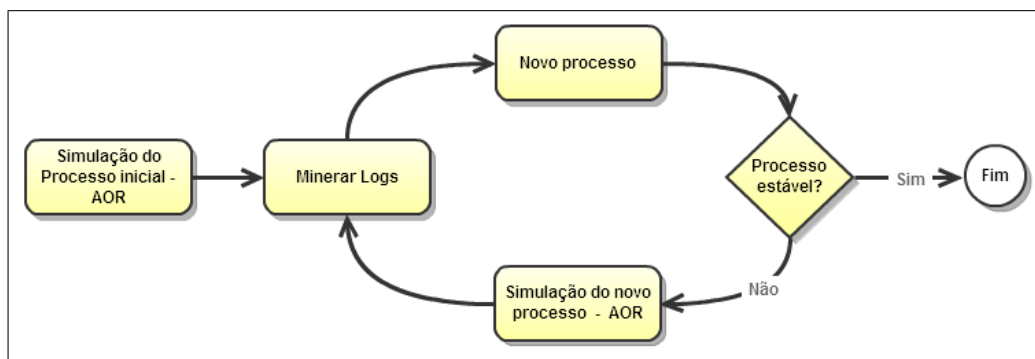 Simulação do
Processo inicial -
AOR
Minerar Logs
Novo processo
Processo
estável?
Sim
Fim
Não
Simulação do novo
processo - AOR